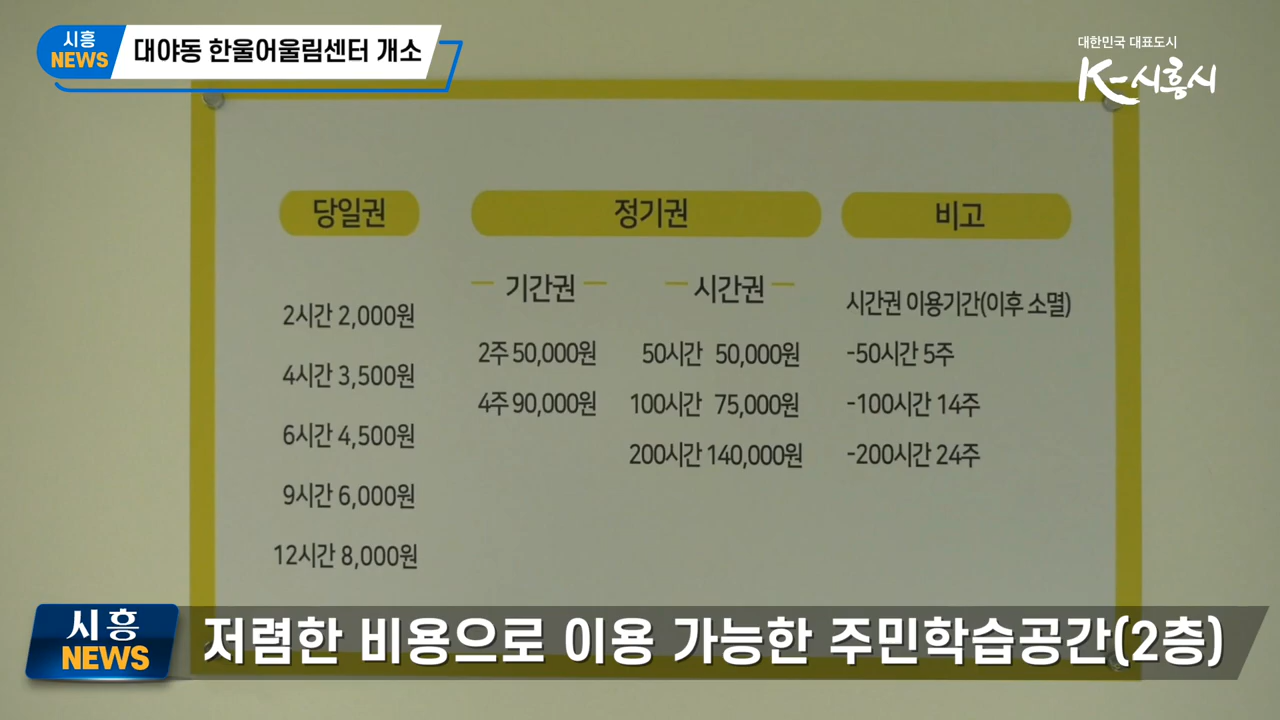 시흥
NEWS
대야동 한울어울림센터 개소
대한민국 대표도시
K-시흥시
당일권
정기권
비고
기간권
시간권
2시간 2,000원
4시간 3,500원
6시간 4,500원
9시간 6,000원
12시간 8,000원
2주 50,000원
4주 90,000원
50시간 50,000원
100시간 75,000원
200시간 140,000원
시간권 이용기간(이후 소멸)
-50시간 5주
-100시간 14주
-200시간 24주
시흥
NEWS
저렴한 비용으로 이용 가능한 주민학습공간(2층)